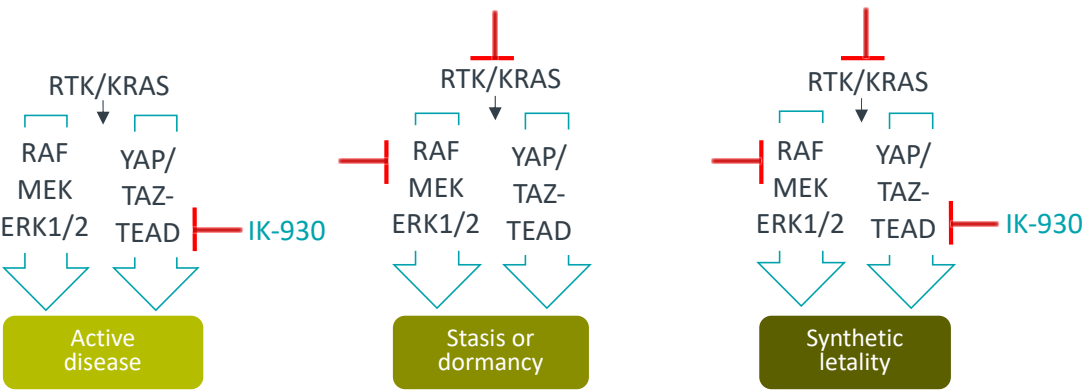 RTK/KRAS
RAF
MEK
ERK1/2
YAP/
TAZ-
TEAD
IK-930
Active
disease
RTK/KRAS
RAF
MEK
ERK1/2
YAP/
TAZ-
TEAD
Stasis or
dormancy
RTK/KRAS
RAF
MEK
ERK1/2
YAP/
TAZ-
TEAD
IK-930
Synthetic
letality